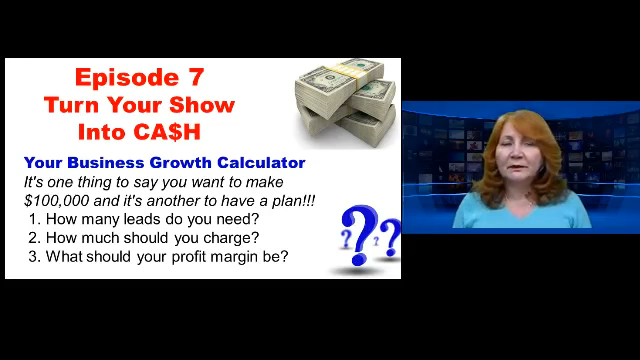 Episode 7
Turn Your Show
Into CA$H
Your Business Growth Calculator
It's one thing to say you want to make
$100,000 and it's another to have a plan!!!
1. How many leads do you need?
2. How much should you charge?
3. What should your profit margin be?